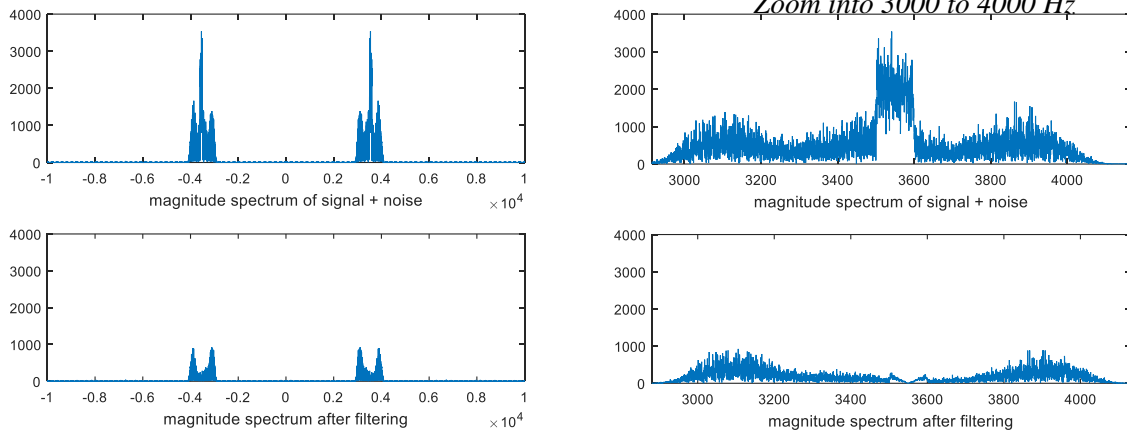 Zoom into 3000 to 4000 Hz
4000
3000
2000
1000
0
-1 -0.8 -0.6 -0.4 -0.2 0 0.2 0.4 0.6 0.8 1
magnitude spectrum of signal + noise ×10⁴
4000
3000
2000
1000
0
3000 3200 3400 3600 3800 4000
magnitude spectrum of signal + noise
4000
3000
2000
1000
0
-1 -0.8 -0.6 -0.4 -0.2 0 0.2 0.4 0.6 0.8 1
magnitude spectrum after filtering ×10⁴
4000
3000
2000
1000
0
3000 3200 3400 3600 3800 4000
magnitude spectrum after filtering